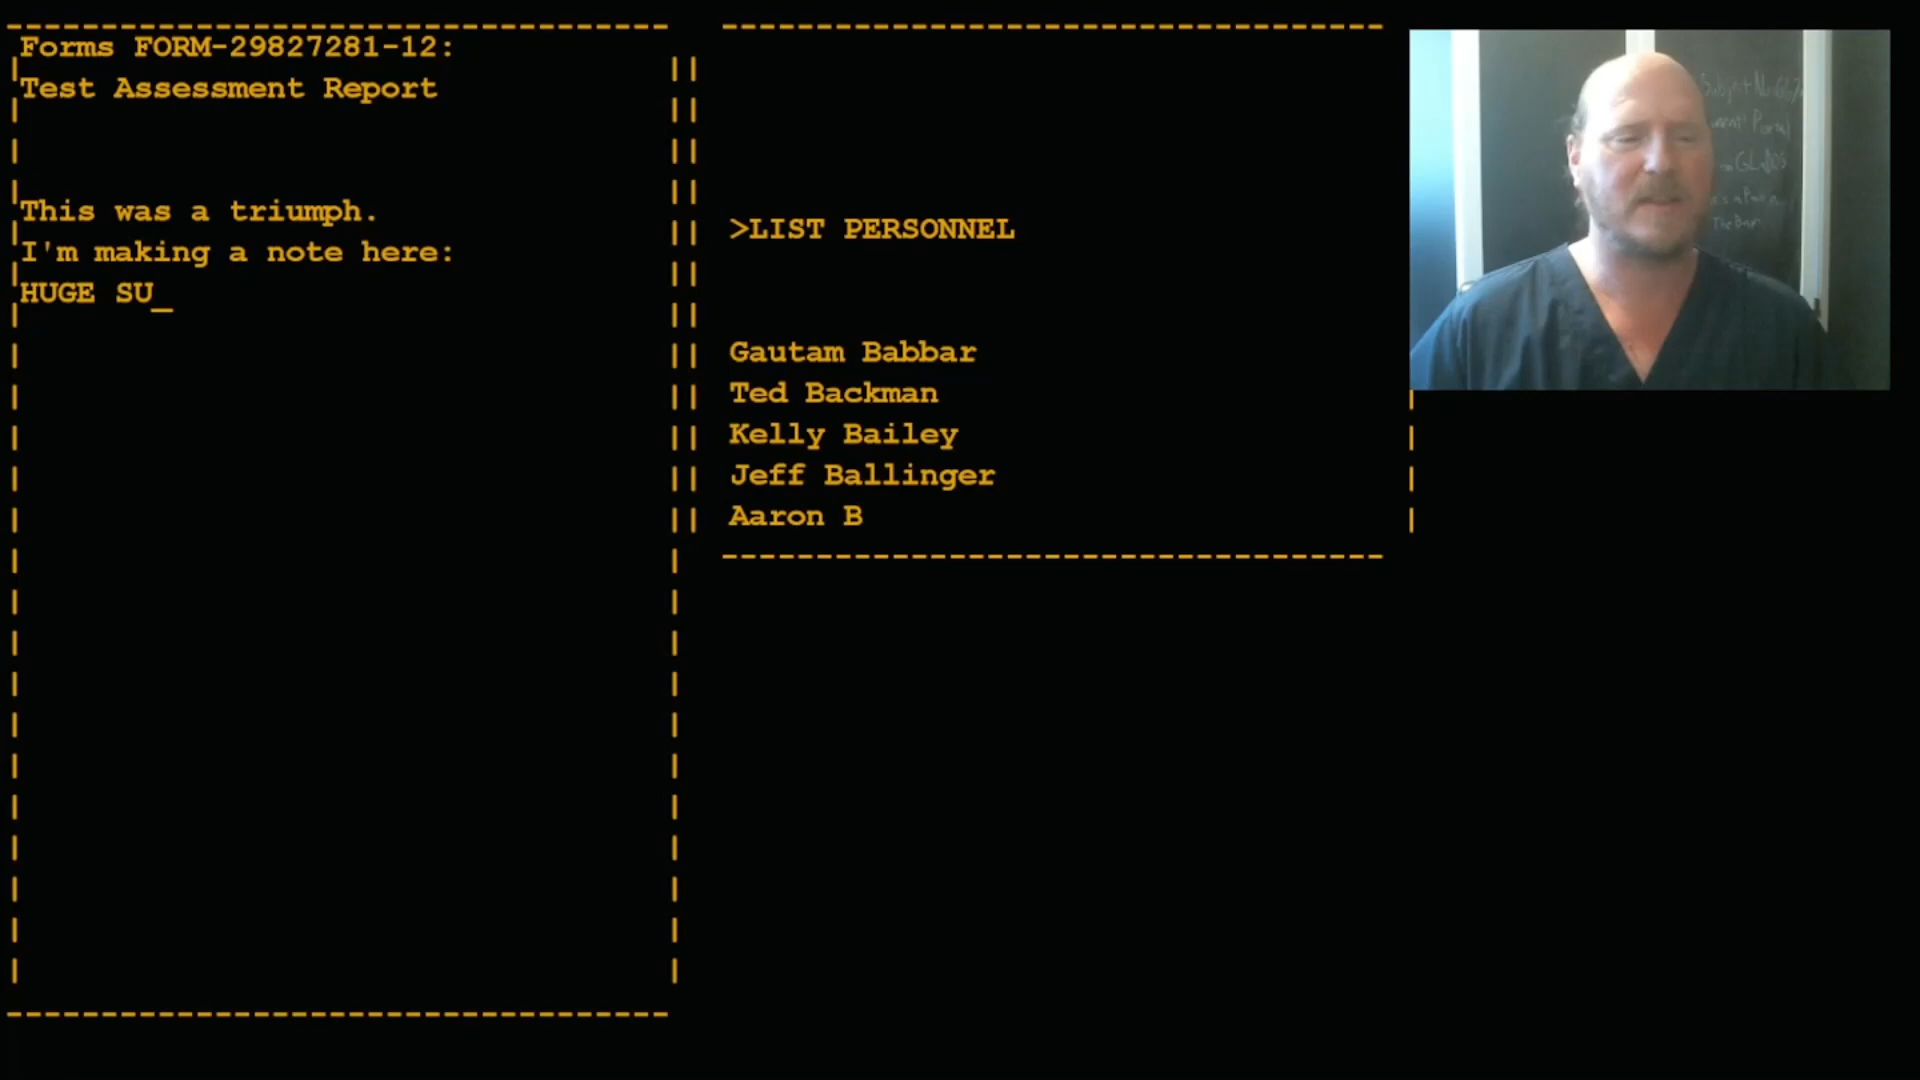 Forms FORM-29827281-12:
Test Assessment Report
This was a triumph.
I'm making a note here:
HUGE SU_
>LIST PERSONNEL
Gautam Babbar
Ted Backman
Kelly Bailey
Jeff Ballinger
Aaron B
GLaDOS